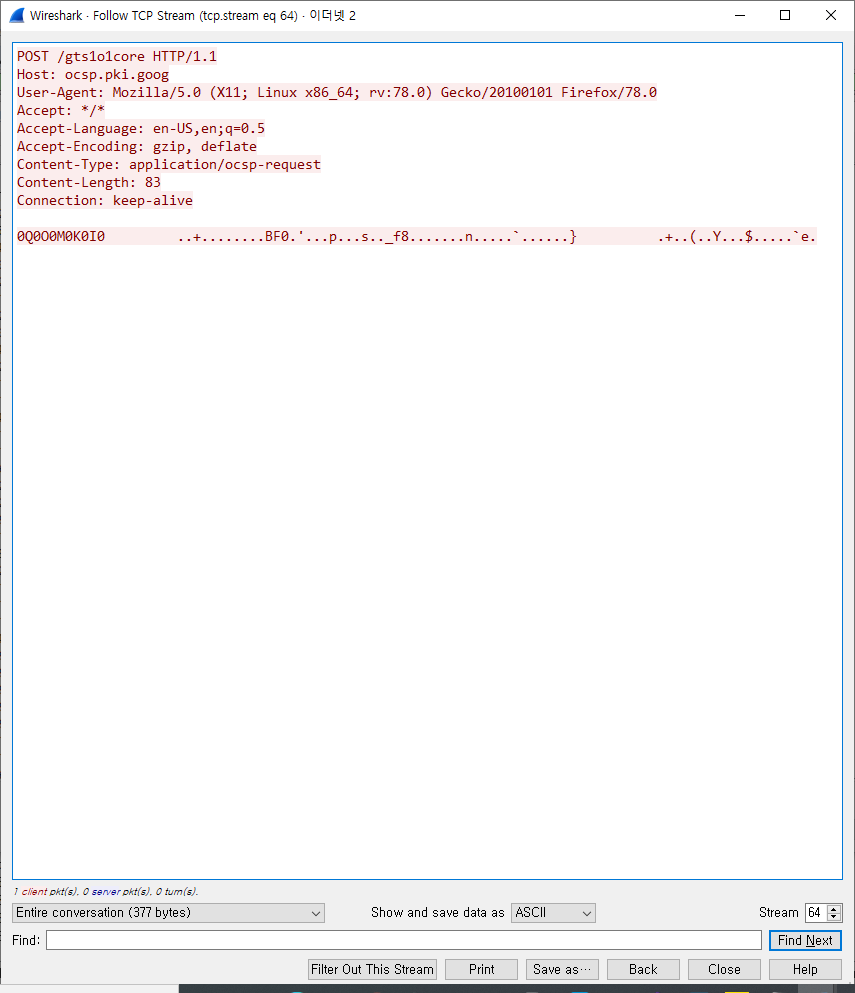 Wireshark · Follow TCP Stream (tcp.stream eq 64) · 이더넷 2
POST /gts1o1core HTTP/1.1
Host: ocsp.pki.goog
User-Agent: Mozilla/5.0 (X11; Linux x86_64; rv:78.0) Gecko/20100101 Firefox/78.0
Accept: */*
Accept-Language: en-US,en;q=0.5
Accept-Encoding: gzip, deflate
Content-Type: application/ocsp-request
Content-Length: 83
Connection: keep-alive
0Q0O0M0K0I0         ..+........BF0.'...p...s.._f8.......n.....`......}          .+..(..Y...$.....`e.
1 client pkt(s), 0 server pkt(s), 0 turn(s).
Entire conversation (377 bytes) Show and save data as ASCII Stream 64
Find: Find Next
Filter Out This Stream Print Save as… Back Close Help